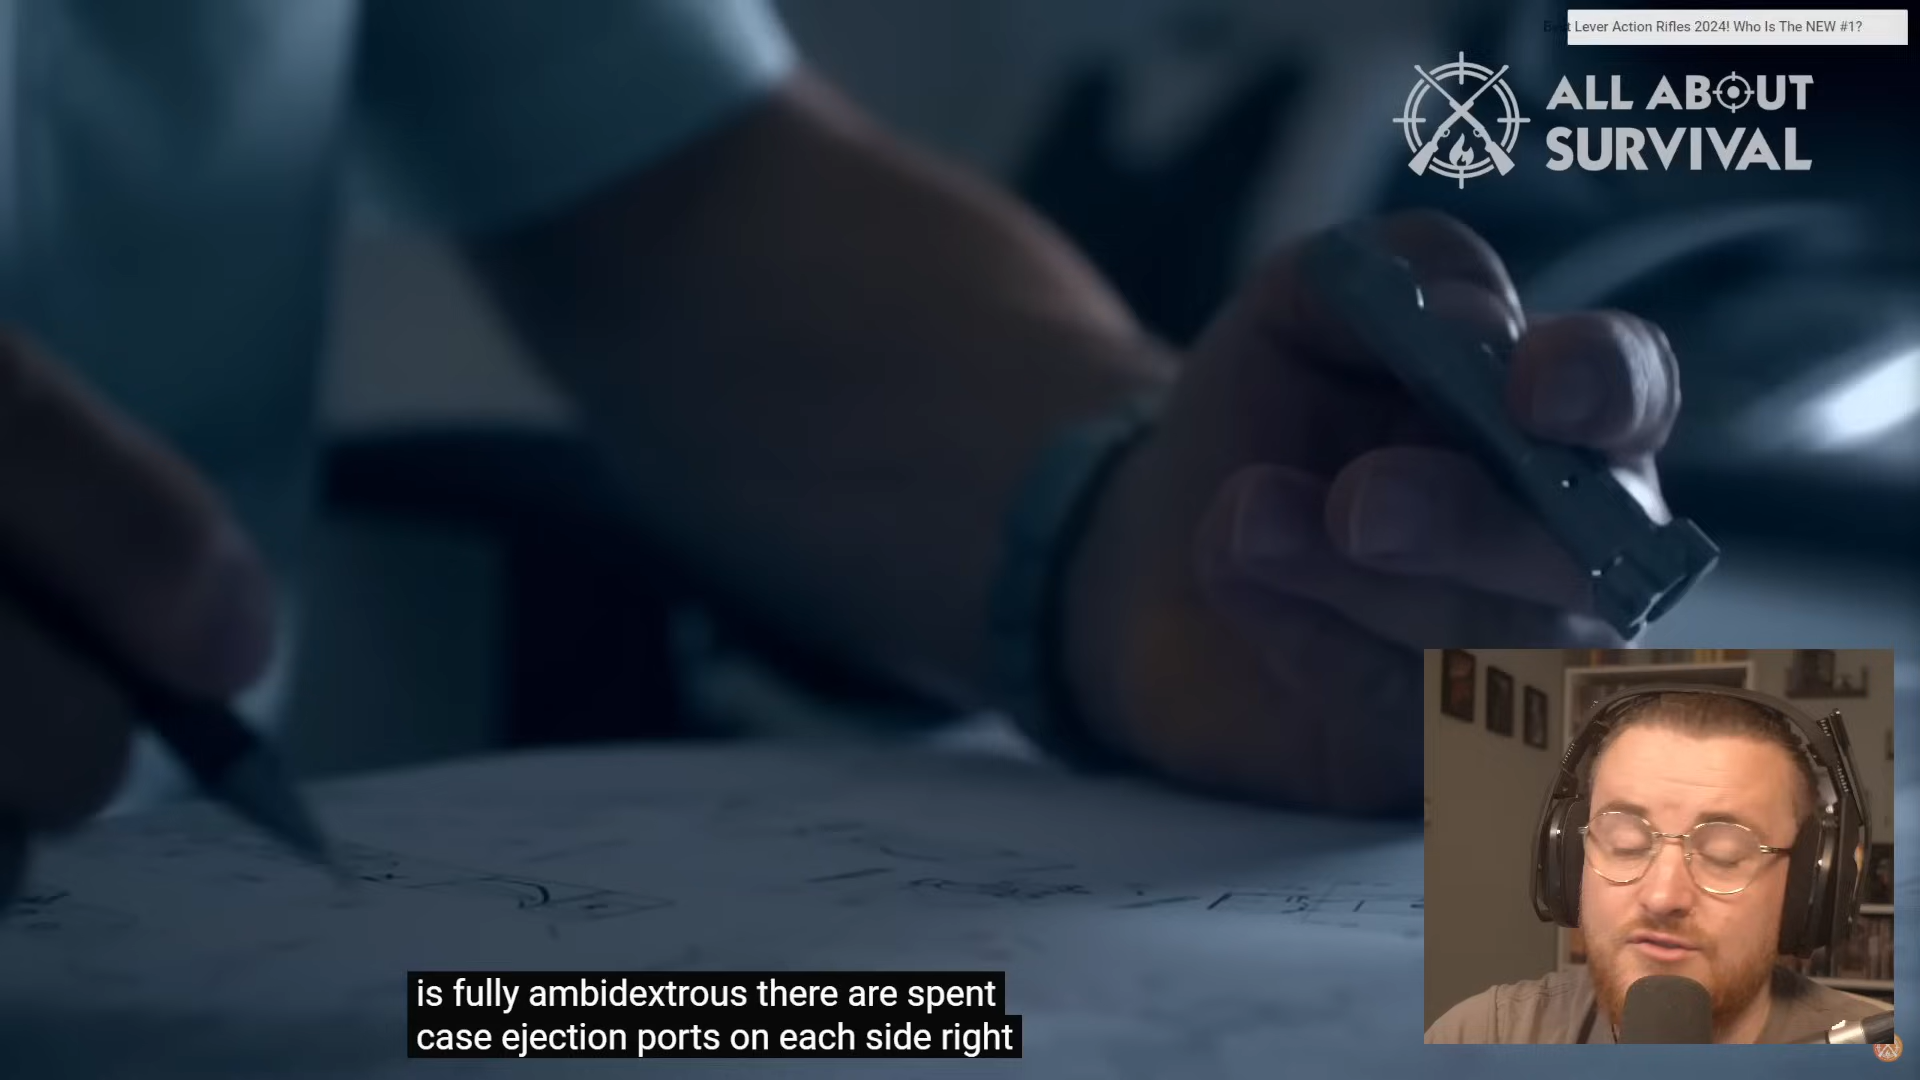 Best Lever Action Rifles 2024! Who Is The NEW #1?
ALL ABOUT
SURVIVAL
is fully ambidextrous there are spent
case ejection ports on each side right